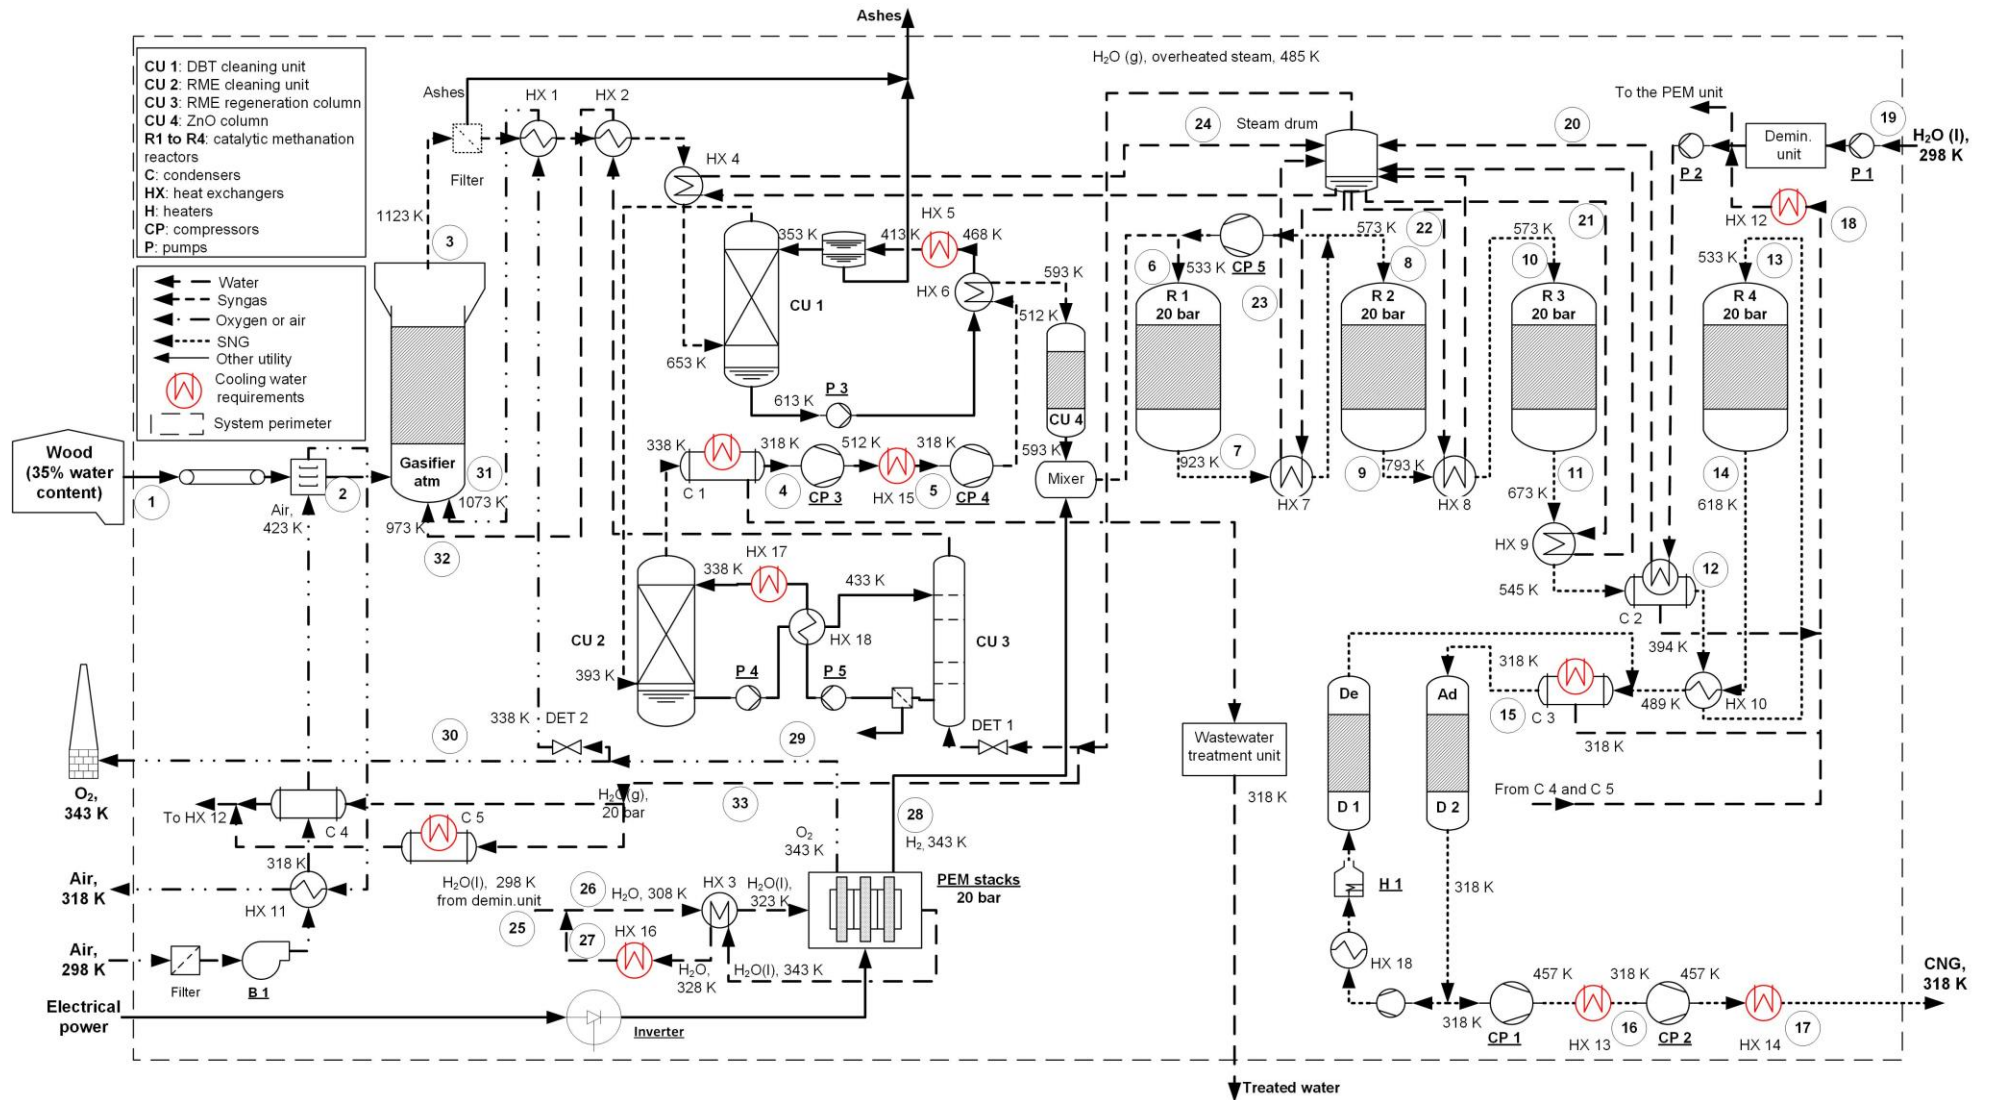 Ashes
CU 1: DBT cleaning unit
CU 2: RME cleaning unit
CU 3: RME regeneration column
CU 4: ZnO column
R1 to R4: catalytic methanation
reactors
C: condensers
HX: heat exchangers
H: heaters
CP: compressors
P: pumps
Water
Syngas
Oxygen or air
SNG
Other utility
Cooling water
requirements
System perimeter
H₂O (g), overheated steam, 485 K
Ashes
Filter
HX 1
HX 2
HX 4
1123 K
3
24
Steam drum
20
To the PEM unit
Demin.
unit
19
H₂O (l),
298 K
P 2
P 1
HX 12
18
353 K
413 K
HX 5
468 K
HX 6
593 K
CU 1
653 K
613 K
P 3
512 K
CU 4
593 K
Mixer
CP 5
6
533 K
R 1
20 bar
23
573 K
22
8
R 2
20 bar
573 K
21
10
R 3
20 bar
533 K
13
R 4
20 bar
7
923 K
HX 7
9
793 K
HX 8
11
673 K
HX 9
545 K
14
618 K
12
C 2
394 K
Wood
(35% water
content)
1
2
Air,
423 K
Gasifier
atm
31
1073 K
973 K
32
338 K
C 1
318 K
4
CP 3
512 K
HX 15
318 K
5
CP 4
HX 17
338 K
433 K
HX 18
CU 2
CU 3
393 K
P 4
P 5
338 K
DET 2
DET 1
29
30
O₂,
343 K
To HX 12
C 4
C 5
H₂O(g),
20 bar
33
28
H₂, 343 K
O₂
343 K
Wastewater
treatment unit
318 K
De
D 1
Ad
D 2
318 K
15
C 3
489 K
HX 10
318 K
From C 4 and C 5
318 K
Air,
318 K
HX 11
318 K
Air,
298 K
Filter
B 1
H₂O(l), 298 K
from demin.unit
25
26
H₂O, 308 K
HX 3
H₂O(l),
323 K
27
HX 16
H₂O,
328 K
H₂O(l), 343 K
PEM stacks
20 bar
H 1
HX 18
318 K
CP 1
457 K
HX 13
318 K
16
CP 2
457 K
HX 14
17
CNG,
318 K
Electrical
power
Inverter
Treated water